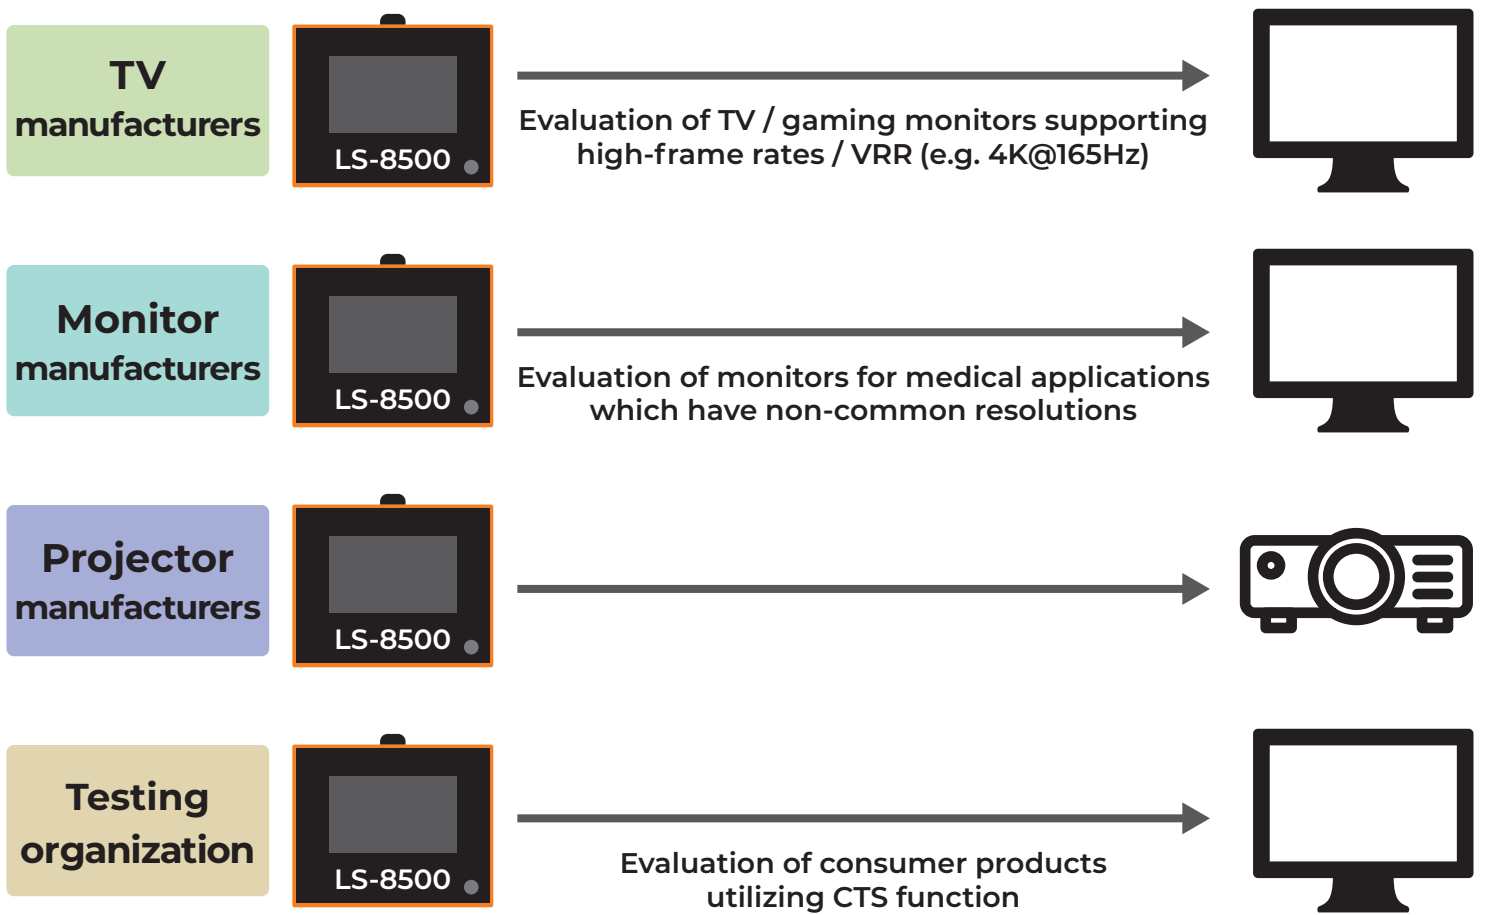 TV
manufacturers
LS-8500
Evaluation of TV / gaming monitors supporting
high-frame rates / VRR (e.g. 4K@165Hz)
Monitor
manufacturers
LS-8500
Evaluation of monitors for medical applications
which have non-common resolutions
Projector
manufacturers
LS-8500
Testing
organization
LS-8500
Evaluation of consumer products
utilizing CTS function